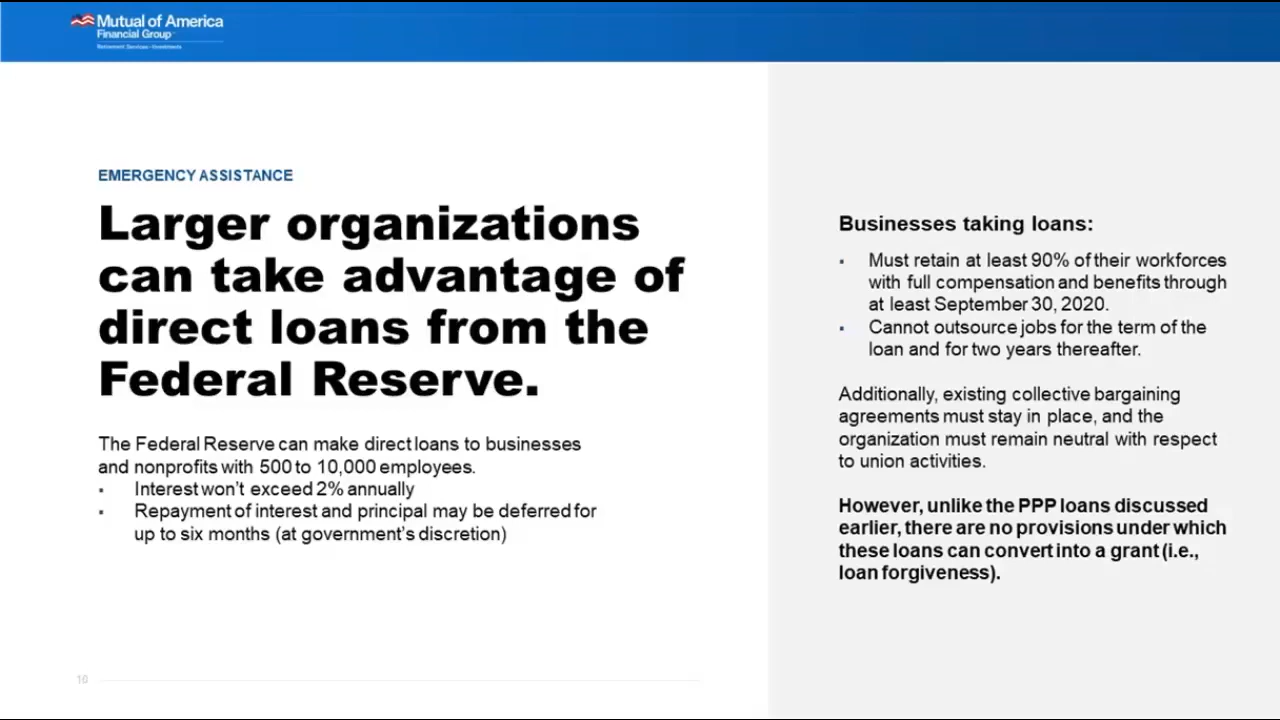 Mutual of America
Financial Group
Retirement Services • Investments
EMERGENCY ASSISTANCE
Larger organizations
can take advantage of
direct loans from the
Federal Reserve.
The Federal Reserve can make direct loans to businesses
and nonprofits with 500 to 10,000 employees.
▪ Interest won't exceed 2% annually
▪ Repayment of interest and principal may be deferred for
up to six months (at government's discretion)
10
Businesses taking loans:
▪ Must retain at least 90% of their workforces
with full compensation and benefits through
at least September 30, 2020.
▪ Cannot outsource jobs for the term of the
loan and for two years thereafter.
Additionally, existing collective bargaining
agreements must stay in place, and the
organization must remain neutral with respect
to union activities.
However, unlike the PPP loans discussed
earlier, there are no provisions under which
these loans can convert into a grant (i.e.,
loan forgiveness).